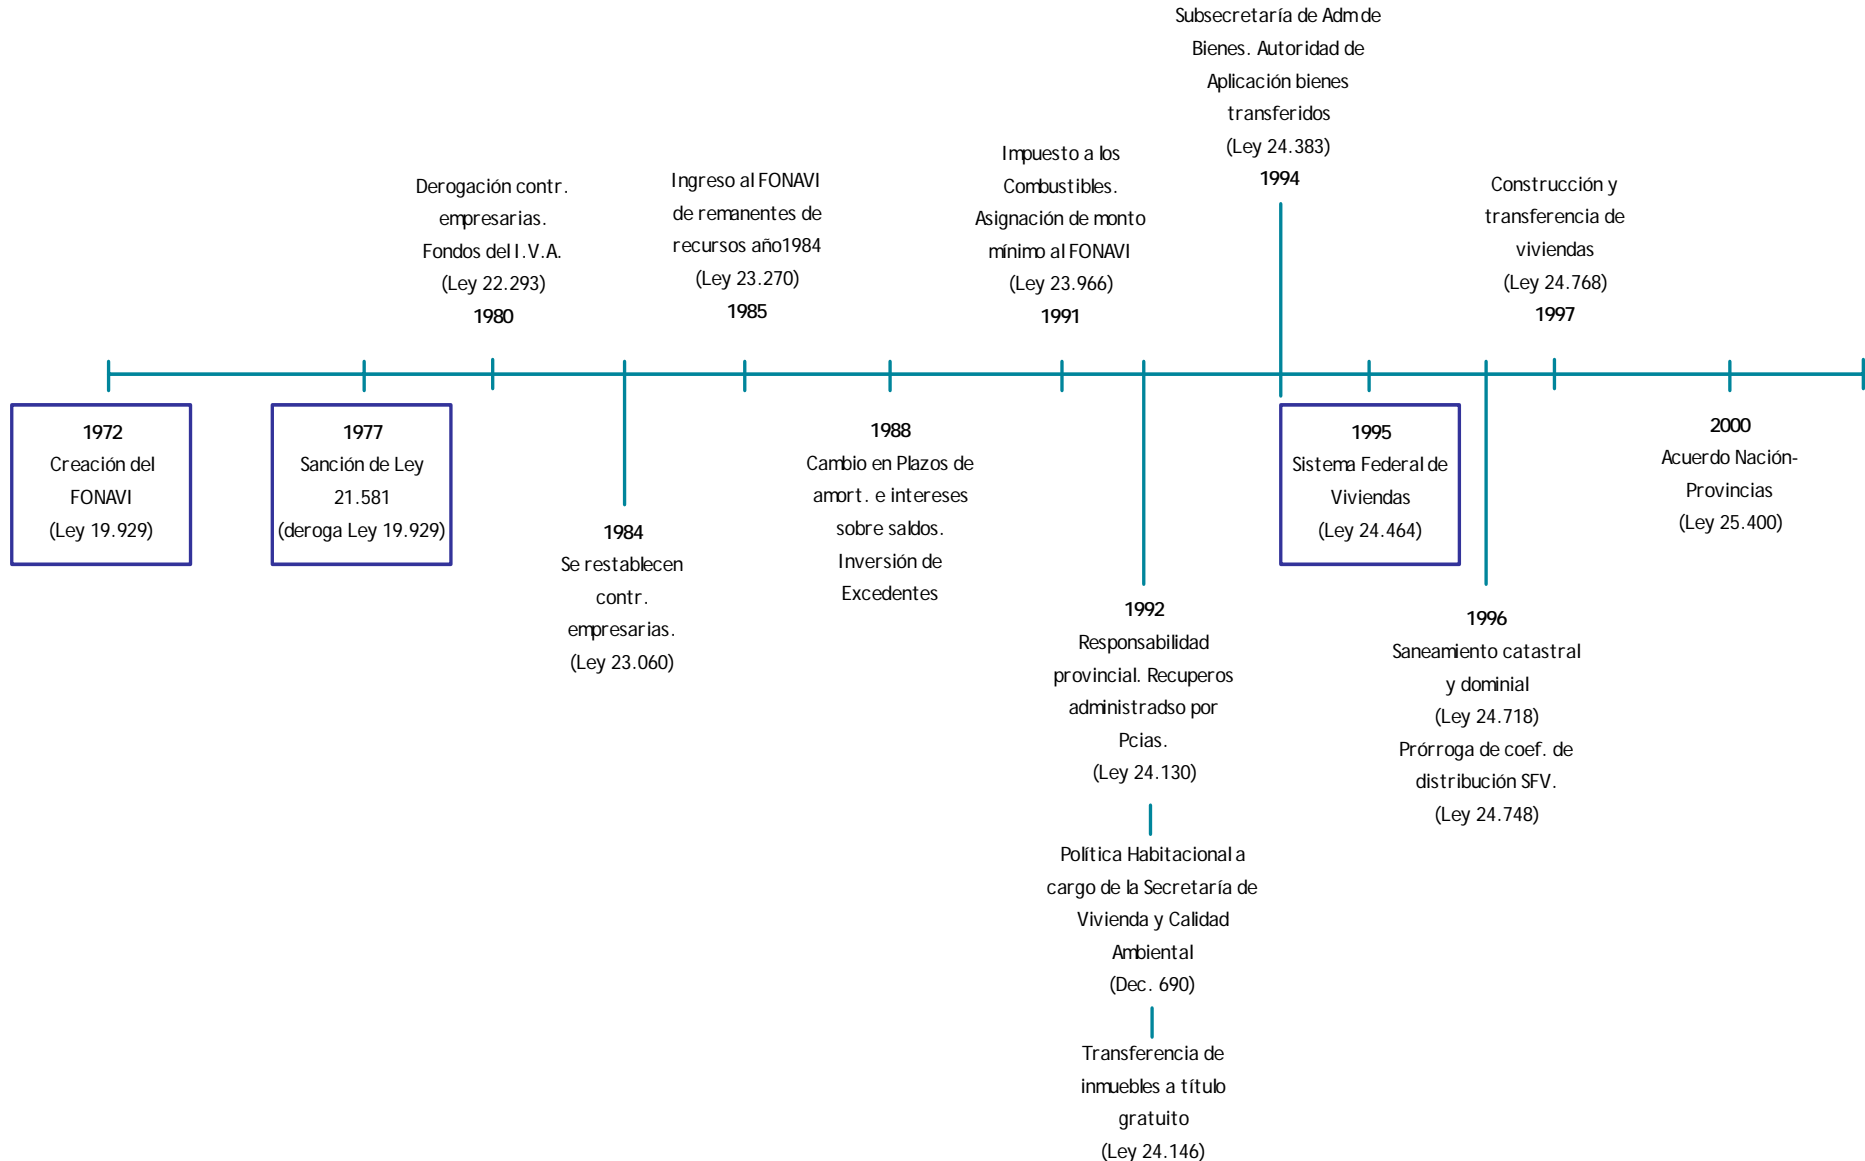 Subsecretaría de Adm de
Bienes. Autoridad de
Aplicación bienes
transferidos
(Ley 24.383)
1994
Derogación contr.
empresarias.
Fondos del I.V.A.
(Ley 22.293)
1980
Ingreso al FONAVI
de remanentes de
recursos año1984
(Ley 23.270)
1985
Impuesto a los
Combustibles.
Asignación de monto
mínimo al FONAVI
(Ley 23.966)
1991
Construcción y
transferencia de
viviendas
(Ley 24.768)
1997
1972
Creación del
FONAVI
(Ley 19.929)
1977
Sanción de Ley
21.581
(deroga Ley 19.929)
1984
Se restablecen
contr.
empresarias.
(Ley 23.060)
1988
Cambio en Plazos de
amort. e intereses
sobre saldos.
Inversión de
Excedentes
1992
Responsabilidad
provincial. Recuperos
administradso por
Pcias.
(Ley 24.130)
Política Habitacional a
cargo de la Secretaría de
Vivienda y Calidad
Ambiental
(Dec. 690)
Transferencia de
inmuebles a título
gratuito
(Ley 24.146)
1995
Sistema Federal de
Viviendas
(Ley 24.464)
1996
Saneamiento catastral
y dominial
(Ley 24.718)
Prórroga de coef. de
distribución SFV.
(Ley 24.748)
2000
Acuerdo Nación-
Provincias
(Ley 25.400)